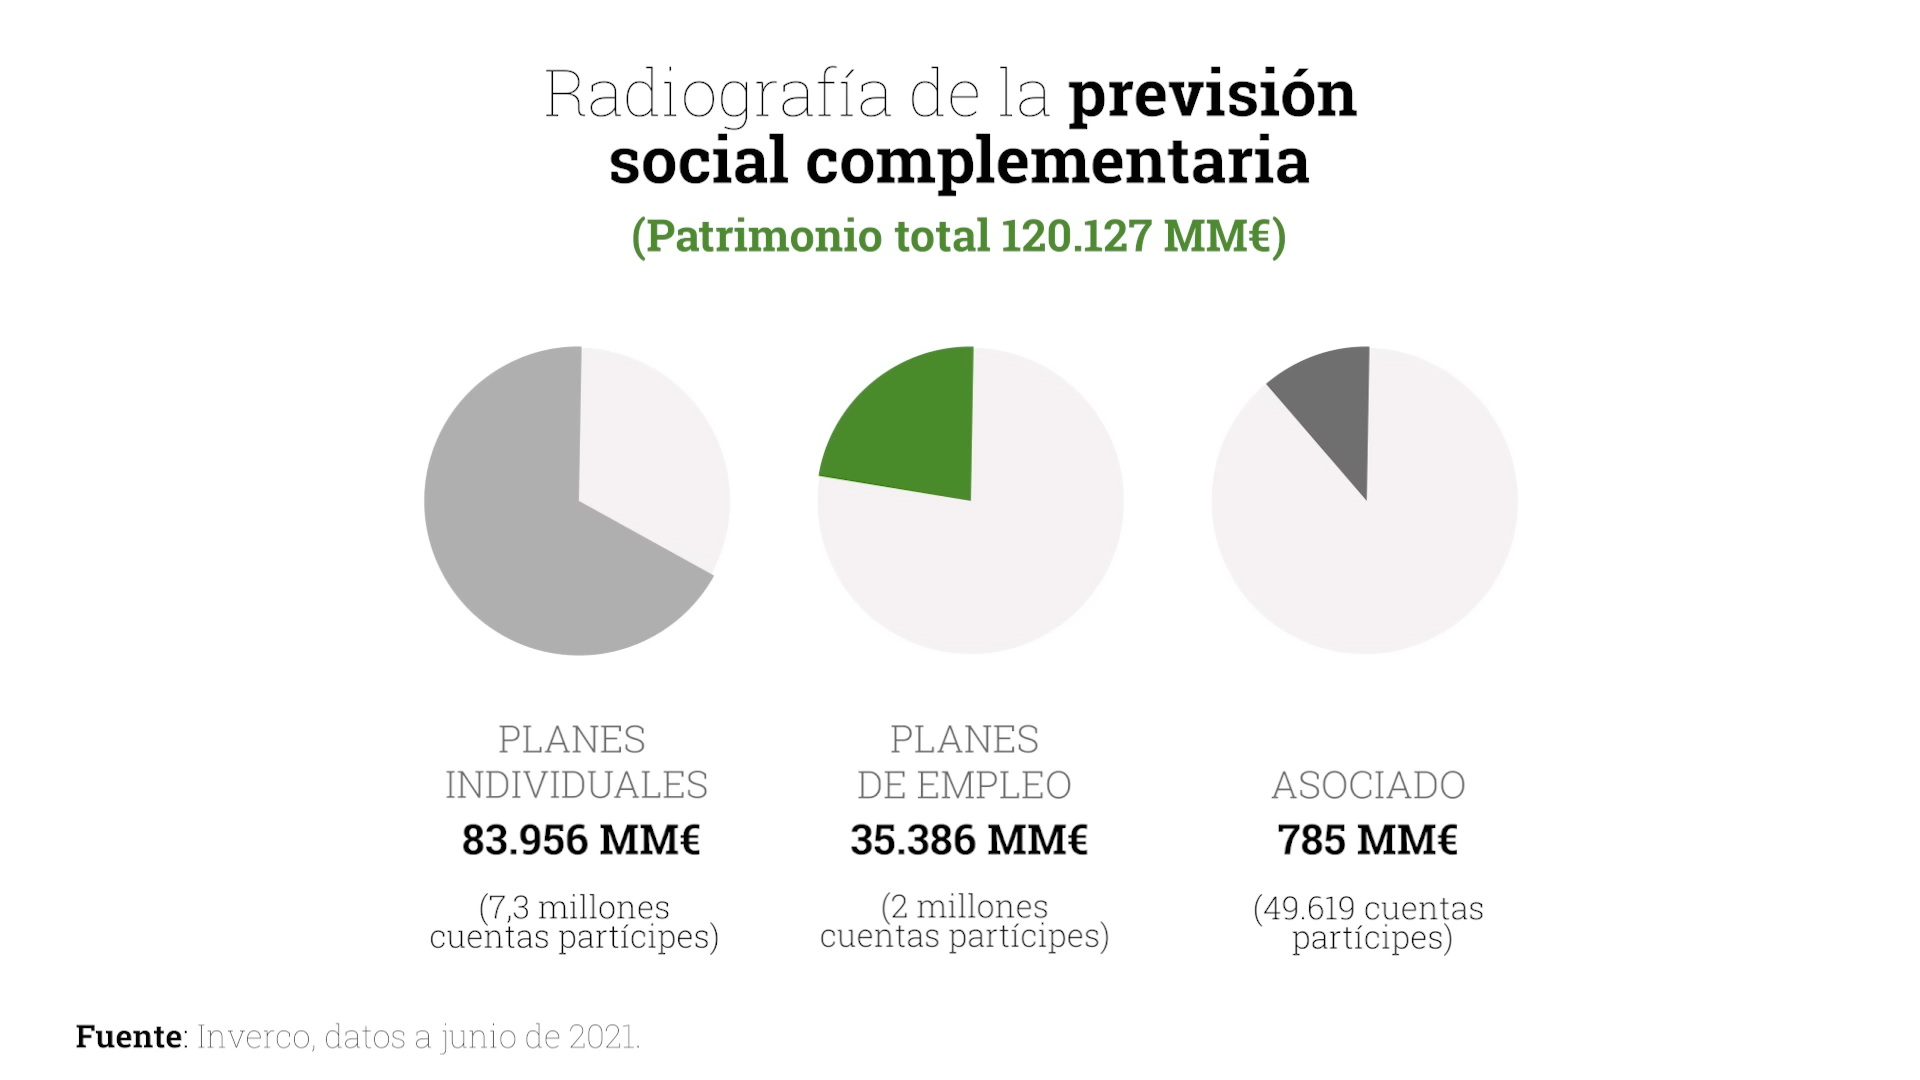 Radiografía de la previsión
social complementaria
(Patrimonio total 120.127 MM€)
PLANES
INDIVIDUALES
83.956 MM€
(7,3 millones
cuentas partícipes)
PLANES
DE EMPLEO
35.386 MM€
(2 millones
cuentas partícipes)
ASOCIADO
785 MM€
(49.619 cuentas
partícipes)
Fuente: Inverco, datos a junio de 2021.